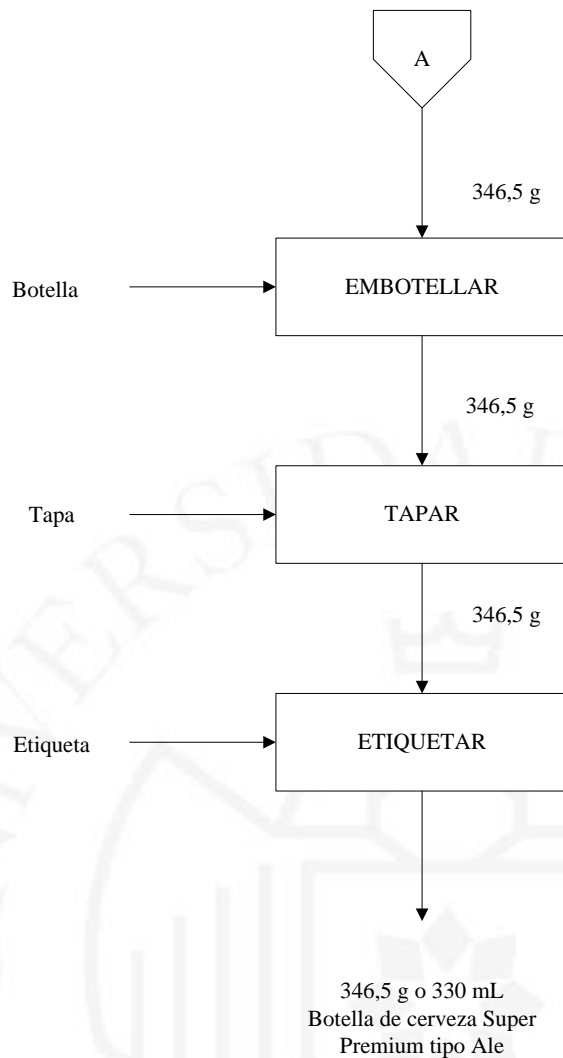 A
346,5 g
Botella
EMBOTELLAR
346,5 g
Tapa
TAPAR
346,5 g
Etiqueta
ETIQUETAR
346,5 g o 330 mL
Botella de cerveza Super
Premium tipo Ale